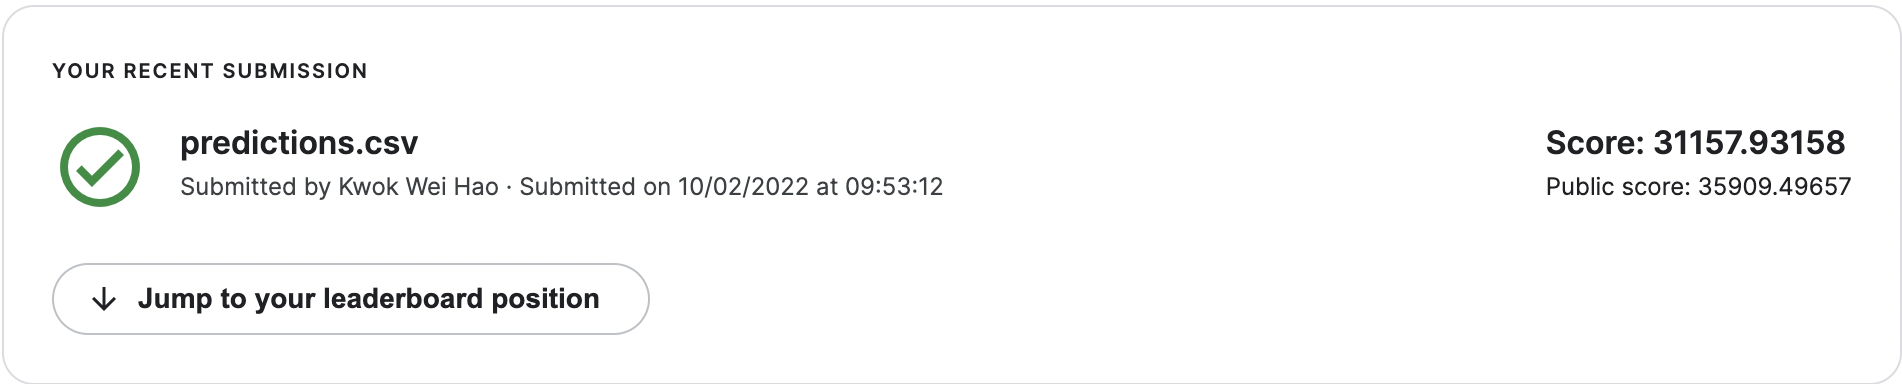 YOUR RECENT SUBMISSION
predictions.csv
Submitted by Kwok Wei Hao · Submitted on 10/02/2022 at 09:53:12
Score: 31157.93158
Public score: 35909.49657
Jump to your leaderboard position